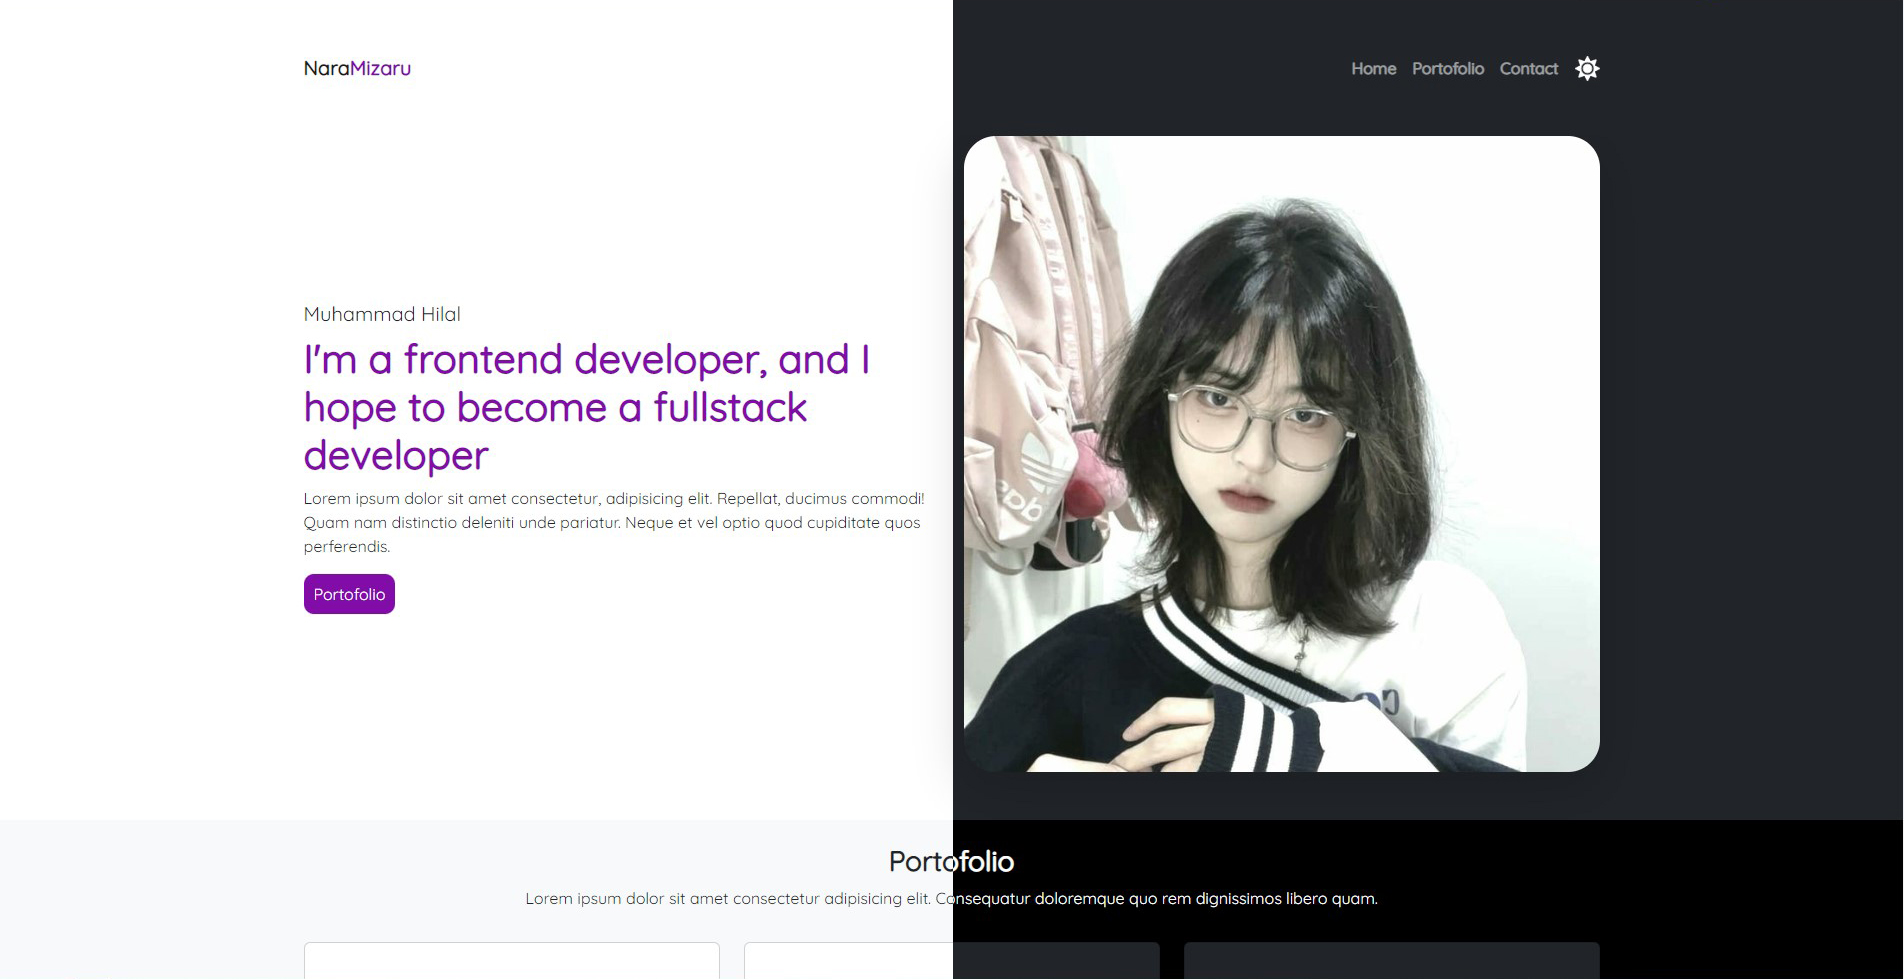 NaraMizaru
Home Portofolio Contact
Muhammad Hilal
I'm a frontend developer, and I
hope to become a fullstack
developer
Lorem ipsum dolor sit amet consectetur, adipisicing elit. Repellat, ducimus commodi!
Quam nam distinctio deleniti unde pariatur. Neque et vel optio quod cupiditate quos
perferendis.
Portofolio
Portofolio
Lorem ipsum dolor sit amet consectetur adipisicing elit. Consequatur doloremque quo rem dignissimos libero quam.